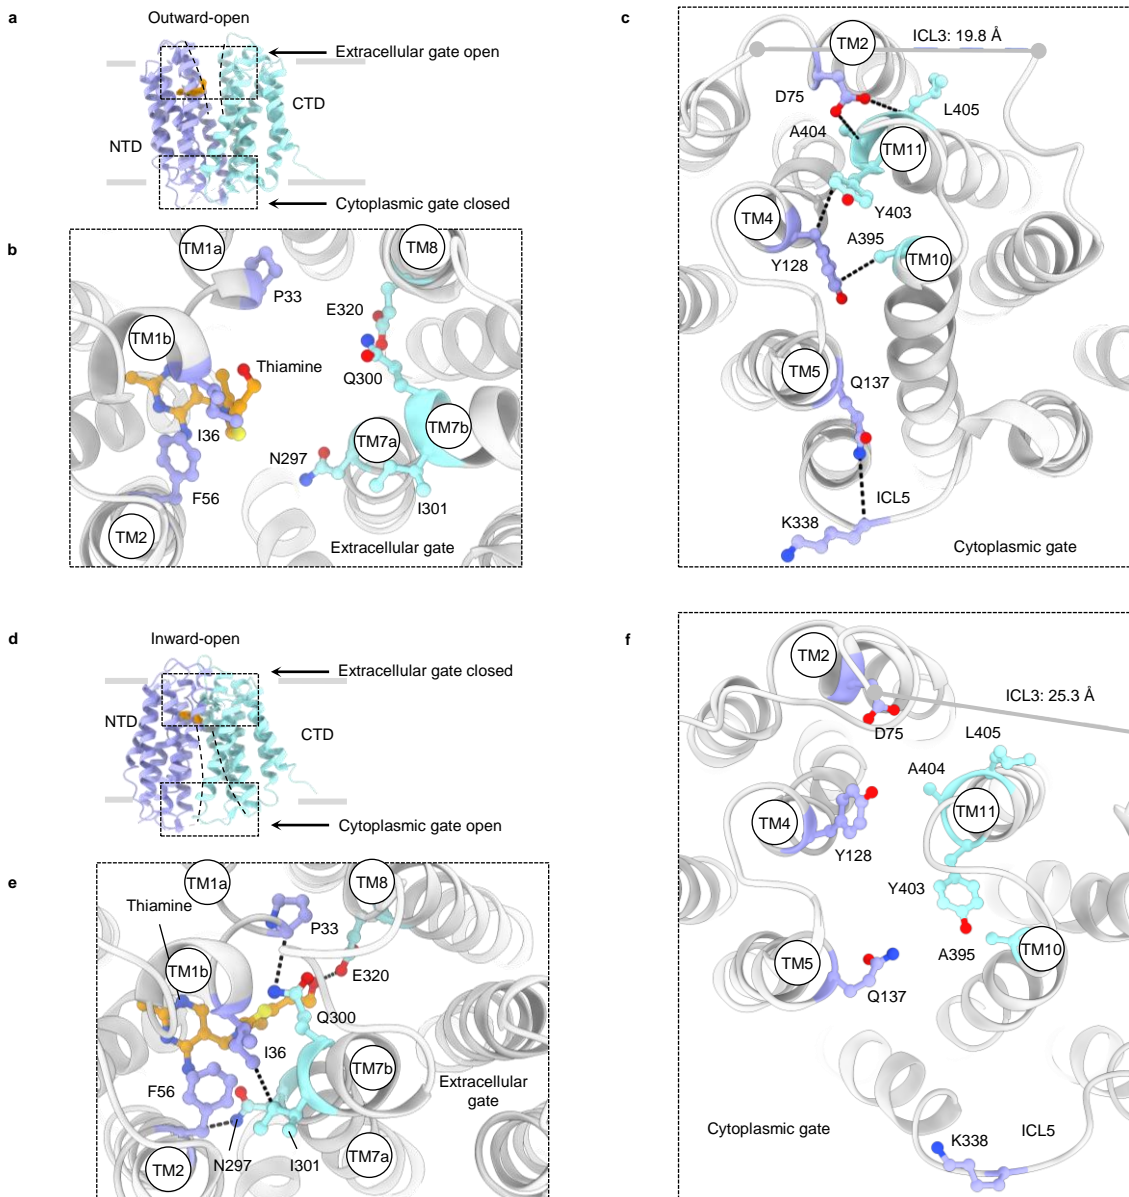 a
Outward-open
Extracellular gate open
NTD
CTD
Cytoplasmic gate closed
b
TM1a
TM8
P33
E320
TM1b
Thiamine
Q300
I36
TM7a
TM7b
N297
F56
I301
TM2
Extracellular gate
c
TM2
ICL3: 19.8 Å
D75
L405
A404
TM11
TM4
Y403
A395
Y128
TM10
TM5
Q137
ICL5
K338
Cytoplasmic gate
d
Inward-open
Extracellular gate closed
NTD
CTD
Cytoplasmic gate open
e
TM1a
TM8
Thiamine
P33
TM1b
E320
Q300
I36
TM7b
F56
Extracellular
gate
N297
I301
TM7a
TM2
f
TM2
ICL3: 25.3 Å
D75
L405
A404
TM4
TM11
Y128
Y403
TM5
A395
TM10
Q137
Cytoplasmic gate
K338
ICL5